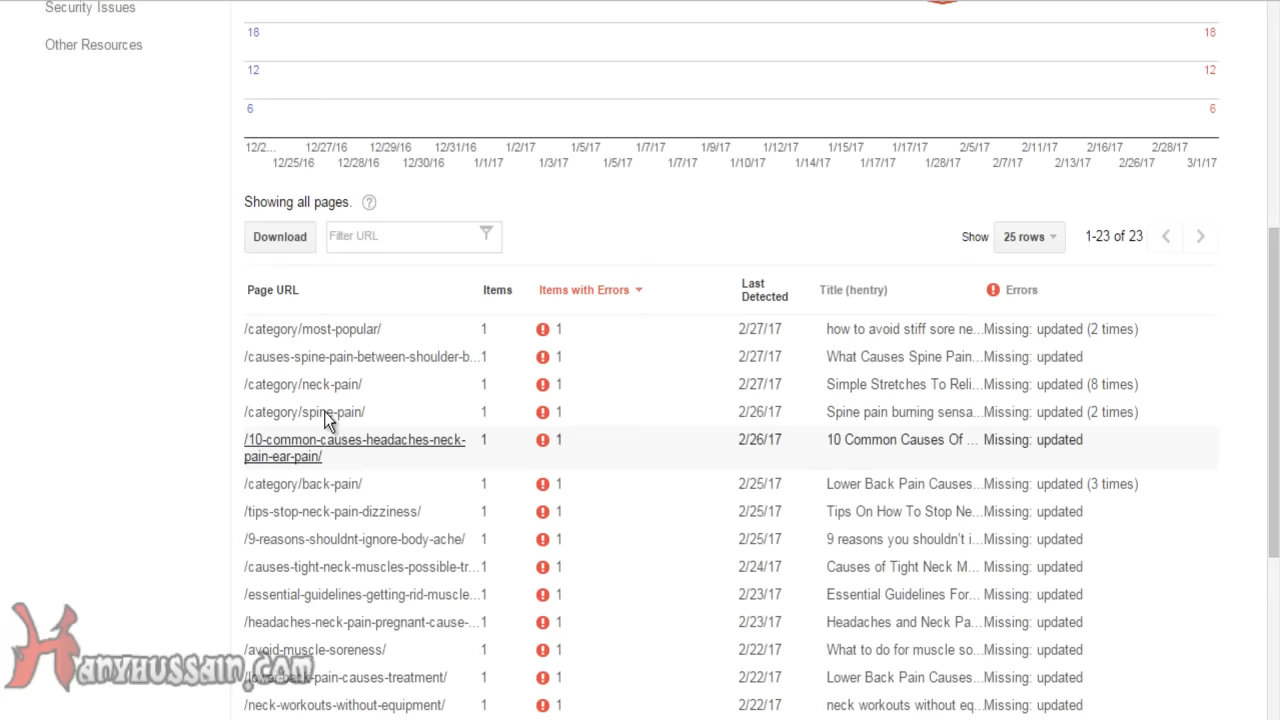 Security Issues
Other Resources
18 18
12 12
6 6
12/2... 12/27/16 12/29/16 12/31/16 1/2/17 1/5/17 1/7/17 1/9/17 1/12/17 1/15/17 1/17/17 2/5/17 2/11/17 2/16/17 2/28/17
12/25/16 12/28/16 12/30/16 1/1/17 1/3/17 1/5/17 1/7/17 1/10/17 1/14/17 1/17/17 1/28/17 2/7/17 2/13/17 2/26/17 3/1/17
Showing all pages. ?
Download Filter URL Show 25 rows 1-23 of 23
Page URL Items Items with Errors Last Detected Title (hentry) Errors
/category/most-popular/ 1 1 2/27/17 how to avoid stiff sore ne... Missing: updated (2 times)
/causes-spine-pain-between-shoulder-b... 1 1 2/27/17 What Causes Spine Pain... Missing: updated
/category/neck-pain/ 1 1 2/27/17 Simple Stretches To Reli... Missing: updated (8 times)
/category/spine-pain/ 1 1 2/26/17 Spine pain burning sensa... Missing: updated (2 times)
/10-common-causes-headaches-neck- 1 1 2/26/17 10 Common Causes Of ... Missing: updated
pain-ear-pain/
/category/back-pain/ 1 1 2/25/17 Lower Back Pain Causes... Missing: updated (3 times)
/tips-stop-neck-pain-dizziness/ 1 1 2/25/17 Tips On How To Stop Ne... Missing: updated
/9-reasons-shouldnt-ignore-body-ache/ 1 1 2/25/17 9 reasons you shouldn't i... Missing: updated
/causes-tight-neck-muscles-possible-tr... 1 1 2/24/17 Causes of Tight Neck M... Missing: updated
/essential-guidelines-getting-rid-muscle... 1 1 2/23/17 Essential Guidelines For... Missing: updated
/headaches-neck-pain-pregnant-cause-... 1 1 2/23/17 Headaches and Neck Pa... Missing: updated
/avoid-muscle-soreness/ 1 1 2/22/17 What to do for muscle so... Missing: updated
/lower-back-pain-causes-treatment/ 1 1 2/22/17 Lower Back Pain Causes... Missing: updated
/neck-workouts-without-equipment/ 1 1 2/22/17 neck workouts without eq... Missing: updated
Hanyhussain.com